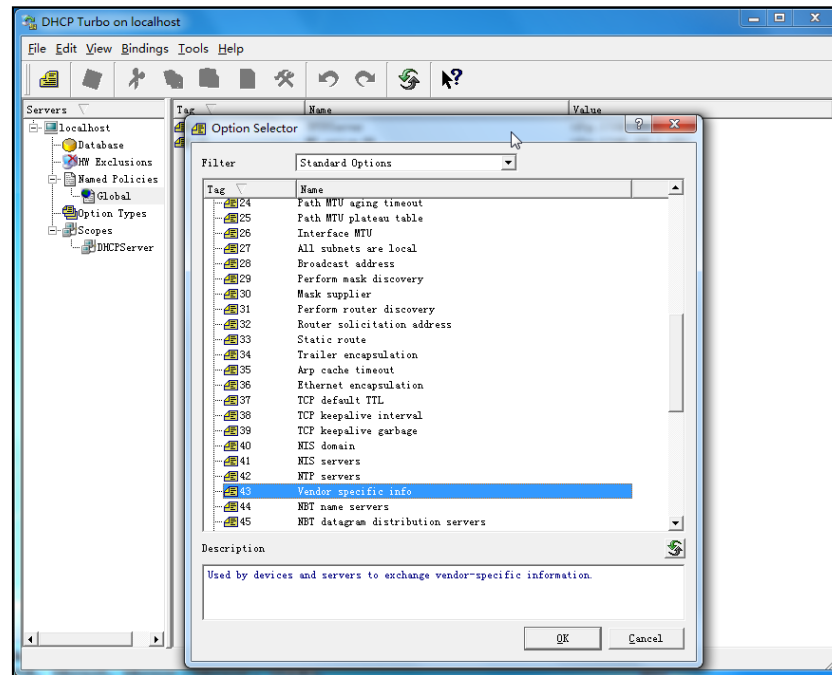 DHCP Turbo on localhost
File Edit View Bindings Tools Help
Servers
Tag Name Value
localhost
Database
HW Exclusions
Named Policies
Global
Option Types
Scopes
DHCPServer
Option Selector
Filter Standard Options
Tag Name
24 Path MTU aging timeout
25 Path MTU plateau table
26 Interface MTU
27 All subnets are local
28 Broadcast address
29 Perform mask discovery
30 Mask supplier
31 Perform router discovery
32 Router solicitation address
33 Static route
34 Trailer encapsulation
35 Arp cache timeout
36 Ethernet encapsulation
37 TCP default TTL
38 TCP keepalive interval
39 TCP keepalive garbage
40 NIS domain
41 NIS servers
42 NTP servers
43 Vendor specific info
44 NBT name servers
45 NBT datagram distribution servers
Description
Used by devices and servers to exchange vendor-specific information.
OK Cancel